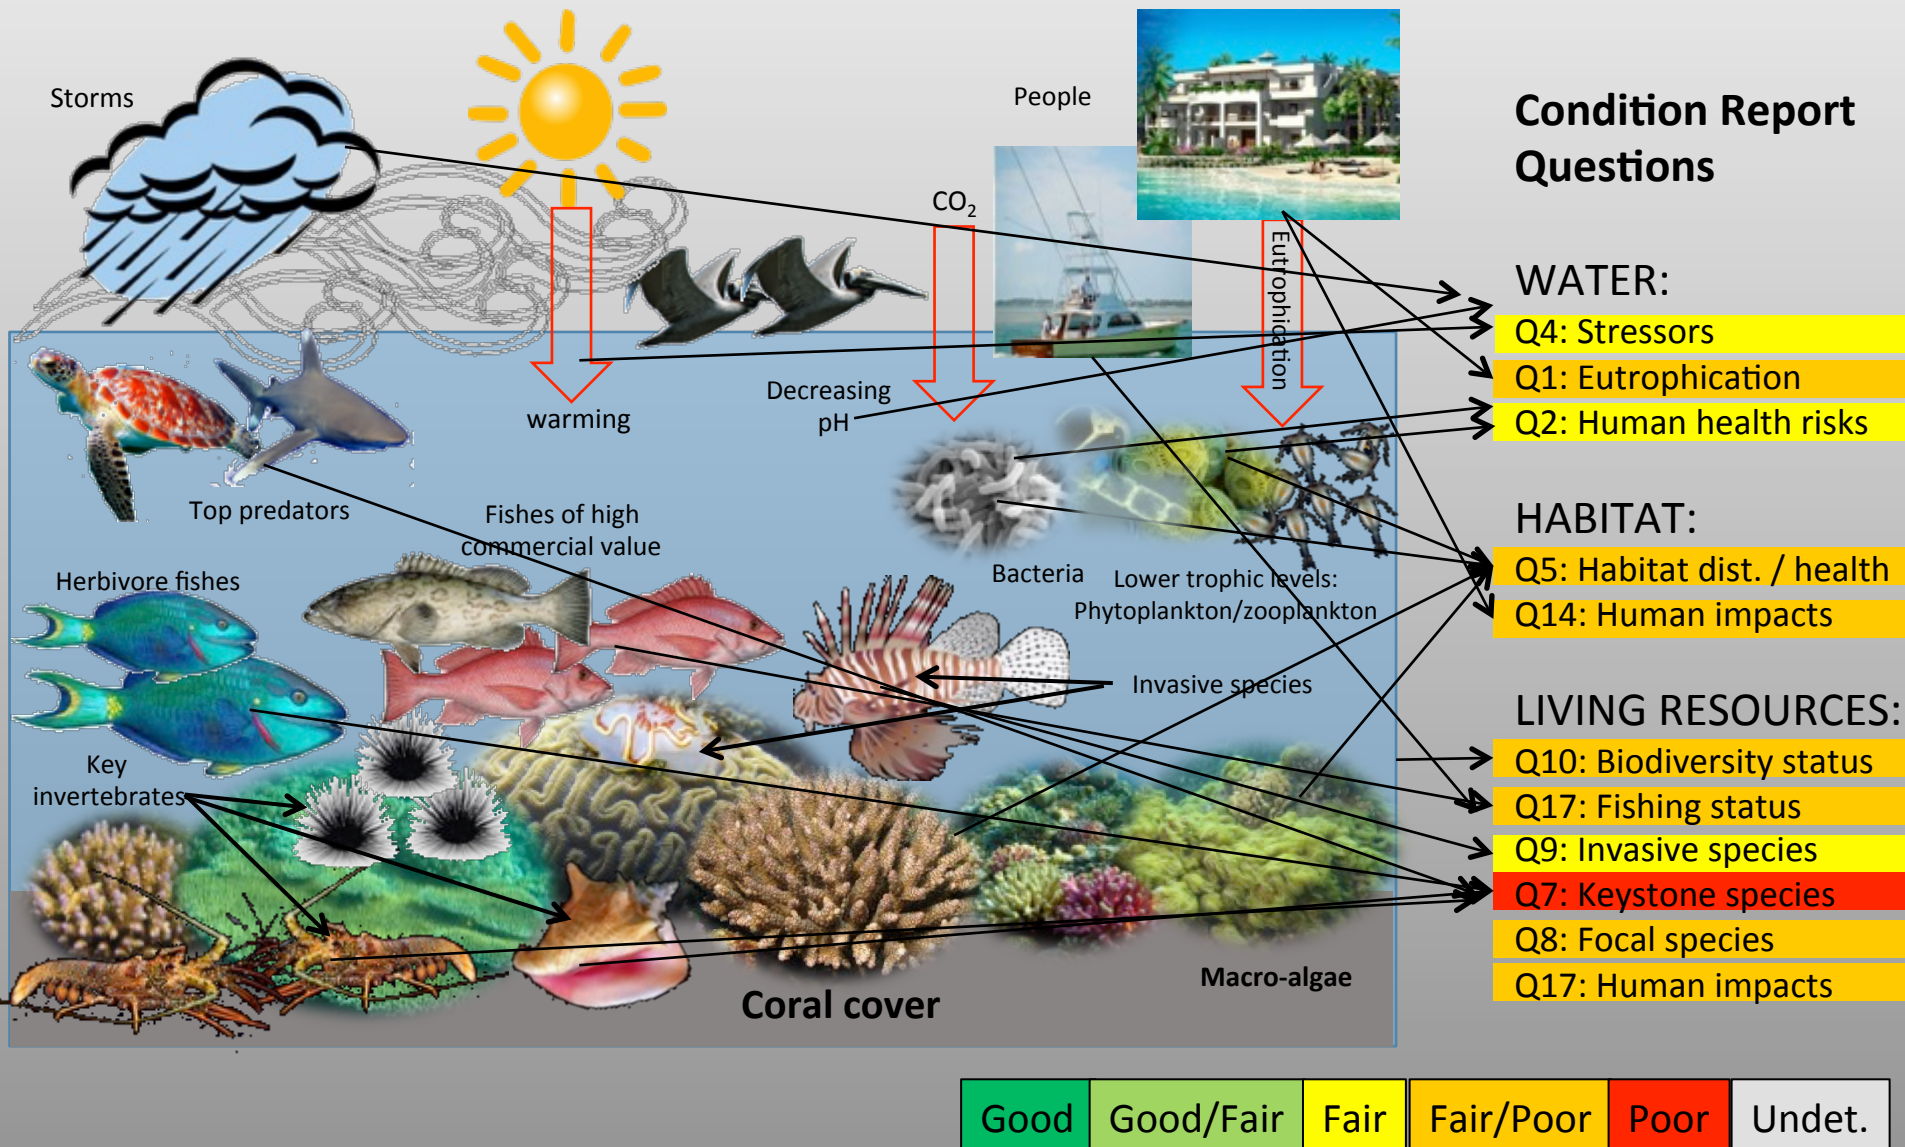 Storms
People
Condition Report
Questions
CO₂
Eutrophication
WATER:
Q4: Stressors
Q1: Eutrophication
Q2: Human health risks
warming
Decreasing
pH
Top predators
Fishes of high
commercial value
Herbivore fishes
Bacteria
Lower trophic levels:
Phytoplankton/zooplankton
HABITAT:
Q5: Habitat dist. / health
Q14: Human impacts
Invasive species
Key
invertebrates
LIVING RESOURCES:
Q10: Biodiversity status
Q17: Fishing status
Q9: Invasive species
Q7: Keystone species
Q8: Focal species
Q17: Human impacts
Macro-algae
Coral cover
Good
Good/Fair
Fair
Fair/Poor
Poor
Undet.